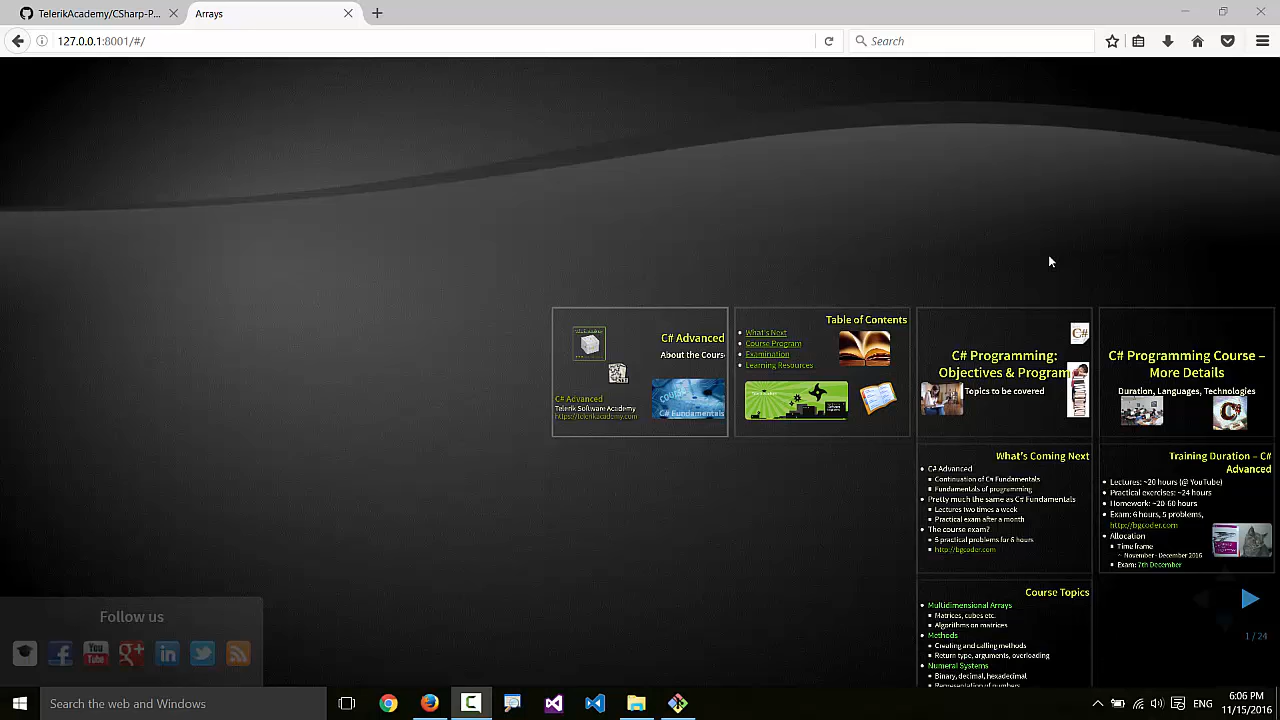 TelerikAcademy/CSharp-P...
Arrays
127.0.0.1:8001/#/
Search
C# Advanced
About the Cours
C# Advanced
Telerik Software Academy
https://telerikacademy.com
COURSE
C# Fundamentals
Table of Contents
What's Next
Course Program
Examination
Learning Resources
C#
C# Programming:
Objectives & Program
Topics to be covered
C# Programming Course –
More Details
Duration, Languages, Technologies
What's Coming Next
C# Advanced
Continuation of C# Fundamentals
Fundamentals of programming
Pretty much the same as C# Fundamentals
Lectures two times a week
Practical exam after a month
The course exam?
5 practical problems for 6 hours
http://bgcoder.com
Training Duration – C#
Advanced
Lectures: ~20 hours (@ YouTube)
Practical exercises: ~24 hours
Homework: ~20-60 hours
Exam: 6 hours, 5 problems,
http://bgcoder.com
Allocation
Time frame
~ November - December 2016
Exam: 7th December
Course Topics
Multidimensional Arrays
Matrices, cubes etc.
Algorithms on matrices
Methods
Creating and calling methods
Return type, arguments, overloading
Numeral Systems
Binary, decimal, hexadecimal
Representation of numbers
1 / 24
Follow us
You
Tube
Search the web and Windows
ENG
6:06 PM
11/15/2016